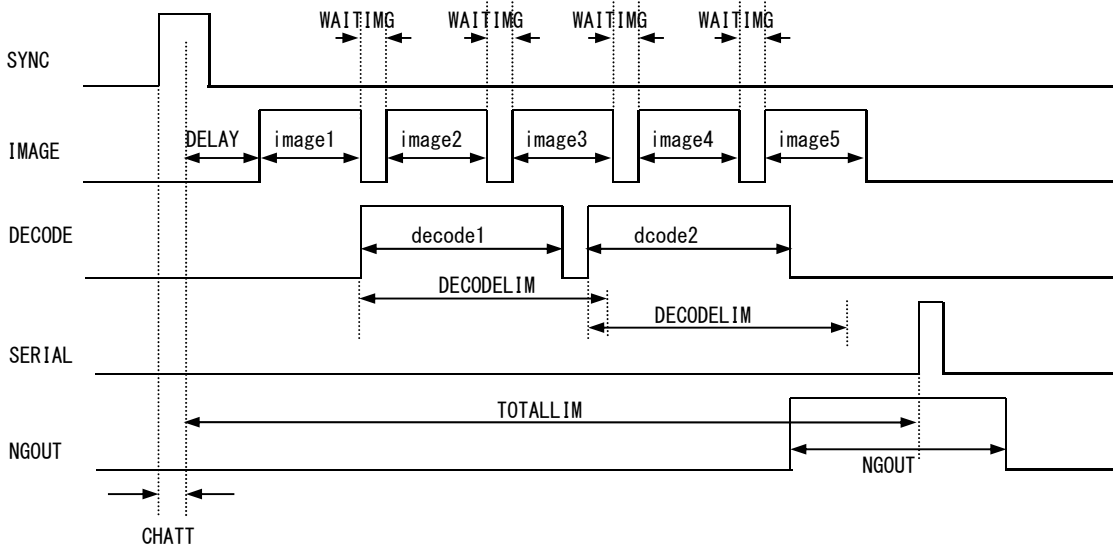 WAITIMG WAITIMG WAITIMG WAITIMG
SYNC
DELAY image1 image2 image3 image4 image5
IMAGE
DECODE decode1 dcode2
DECODELIM
DECODELIM
SERIAL
TOTALLIM
NGOUT NGOUT
CHATT